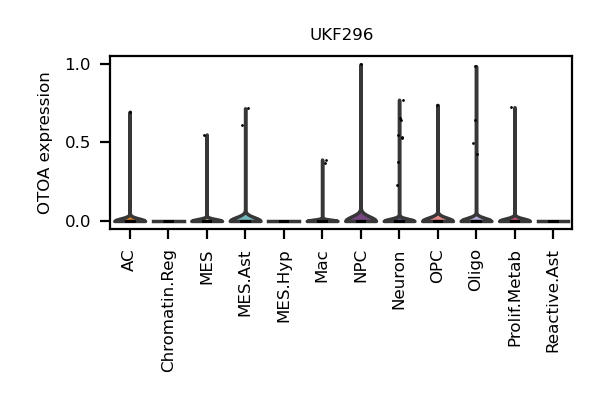 UKF296
OTOA expression
1.0
0.5
0.0
AC
Chromatin.Reg
MES
MES.Ast
MES.Hyp
Mac
NPC
Neuron
OPC
Oligo
Prolif.Metab
Reactive.Ast